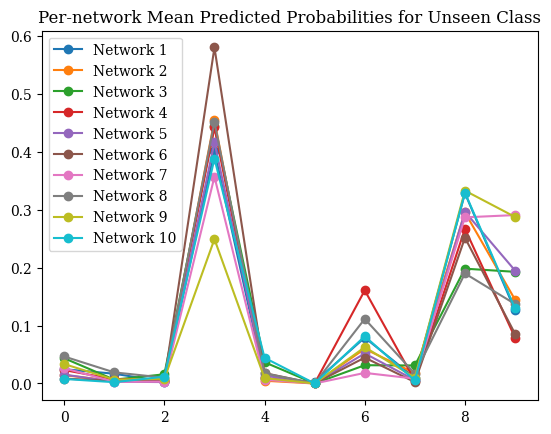 Per-network Mean Predicted Probabilities for Unseen Class
0.6
0.5
0.4
0.3
0.2
0.1
0.0
Network 1
Network 2
Network 3
Network 4
Network 5
Network 6
Network 7
Network 8
Network 9
Network 10
0 2 4 6 8